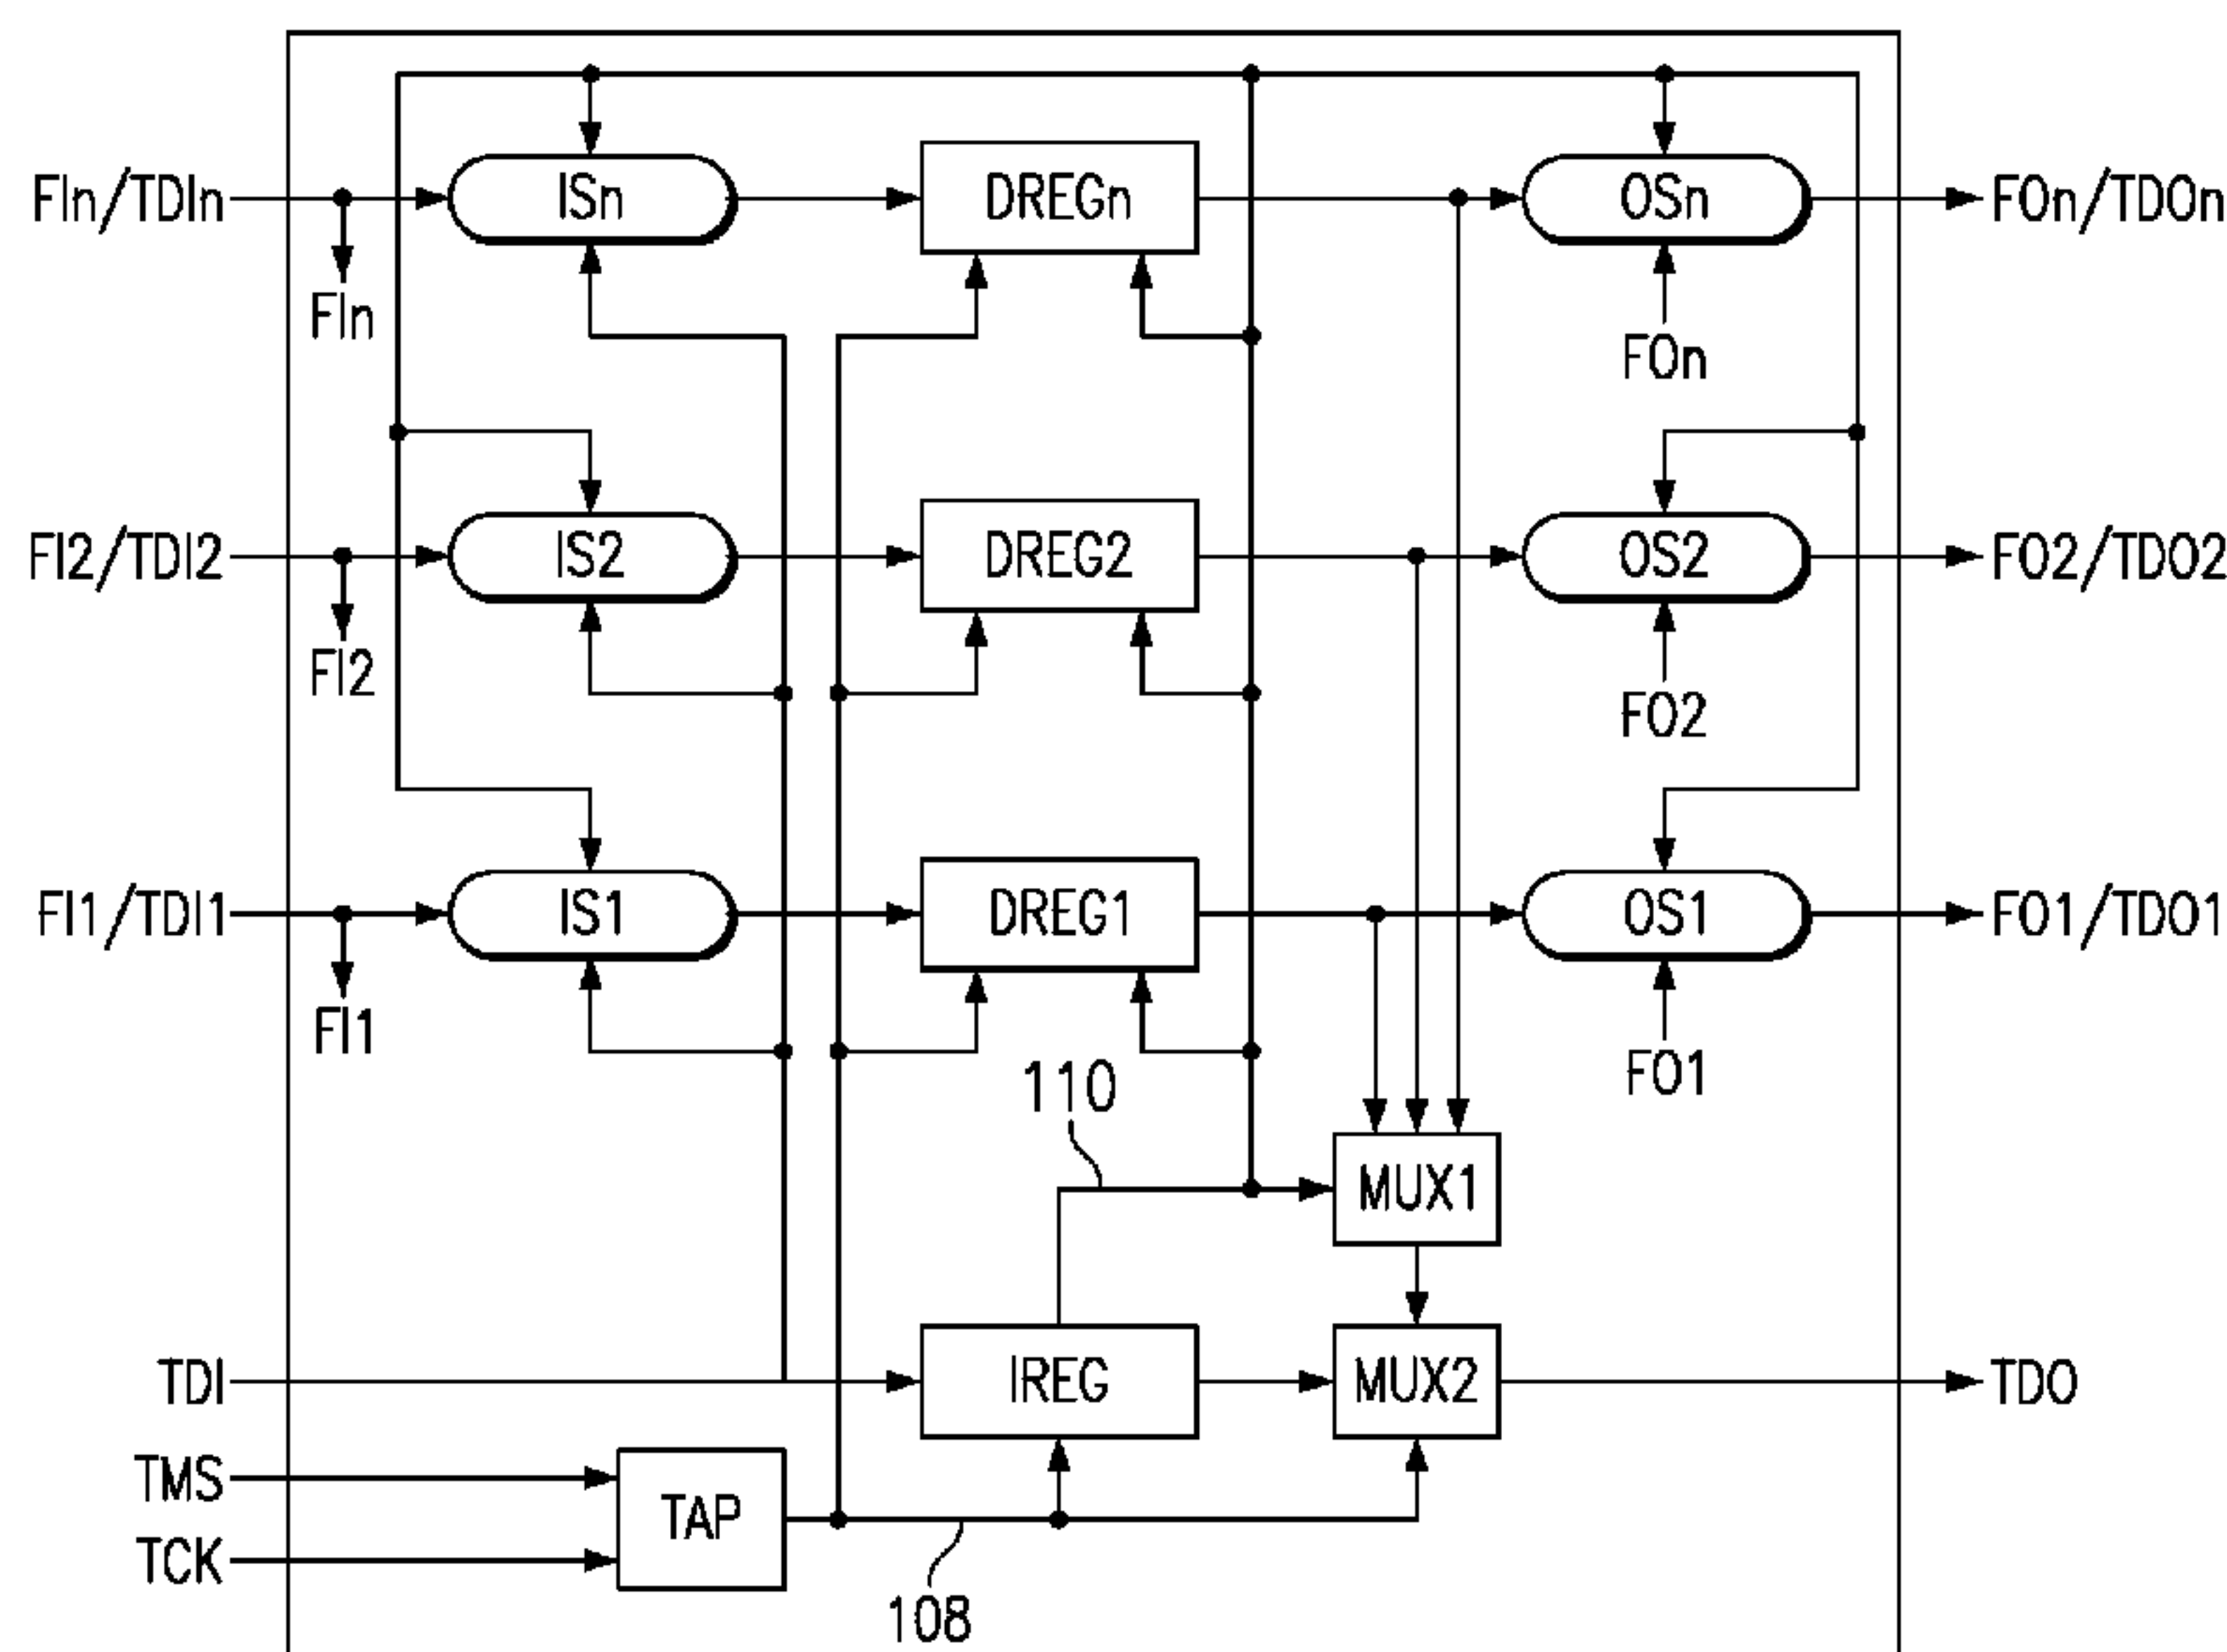 FIn/TDIn ISn DREGn OSn FOn/TDOn
FIn
FOn
FI2/TDI2 IS2 DREG2 OS2 FO2/TDO2
FI2
FO2
FI1/TDI1 IS1 DREG1 OS1 FO1/TDO1
FI1
FO1
110
MUX1
TDI IREG MUX2 TDO
TMS
TAP
TCK
108